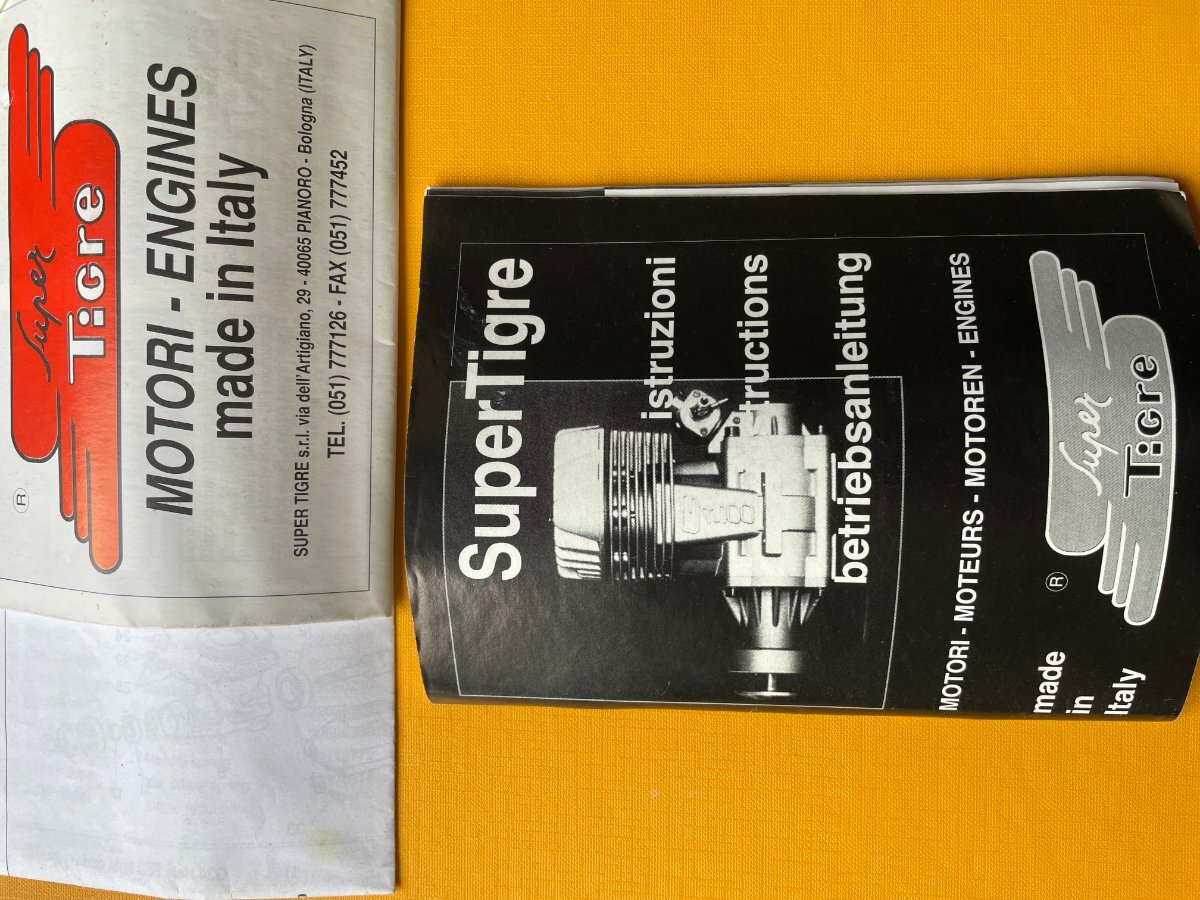 Super
Tigre
®
MOTORI - ENGINES
made in Italy
SUPER TIGRE s.r.l. via dell'Artigiano, 29 - 40065 PIANORO - Bologna (ITALY)
TEL. (051) 777126 - FAX (051) 777452
SuperTigre
istruzioni
tructions
betriebsanleitung
MOTORI - MOTEURS - MOTOREN - ENGINES
made
in
Italy
®
Super
Tigre